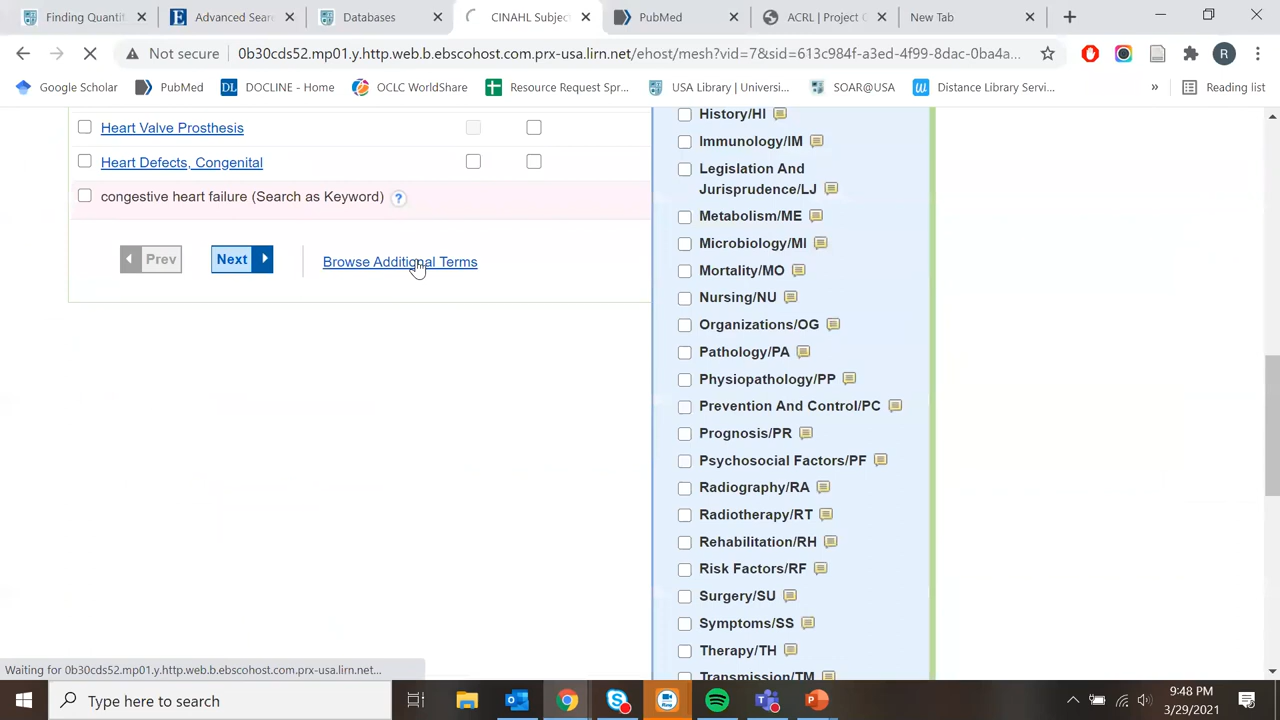 Finding Quantit
Advanced Sear
Databases
CINAHL Subjec
PubMed
ACRL | Project O
New Tab
Not secure
0b30cds52.mp01.y.http.web.b.ebscohost.com.prx-usa.lirn.net/ehost/mesh?vid=7&sid=613c984f-a3ed-4f99-8dac-0ba4a...
R
Google Scholar
PubMed
DL DOCLINE - Home
OCLC WorldShare
Resource Request Spr...
USA Library | Universi...
SOAR@USA
Distance Library Servi...
»
Reading list
Heart Valve Prosthesis
Heart Defects, Congenital
congestive heart failure (Search as Keyword) ?
Prev
Next
Browse Additional Terms
History/HI
Immunology/IM
Legislation And
Jurisprudence/LJ
Metabolism/ME
Microbiology/MI
Mortality/MO
Nursing/NU
Organizations/OG
Pathology/PA
Physiopathology/PP
Prevention And Control/PC
Prognosis/PR
Psychosocial Factors/PF
Radiography/RA
Radiotherapy/RT
Rehabilitation/RH
Risk Factors/RF
Surgery/SU
Symptoms/SS
Therapy/TH
Transmission/TM
Waiting for 0b30cds52.mp01.y.http.web.b.ebscohost.com.prx-usa.lirn.net...
Type here to search
9:48 PM
3/29/2021